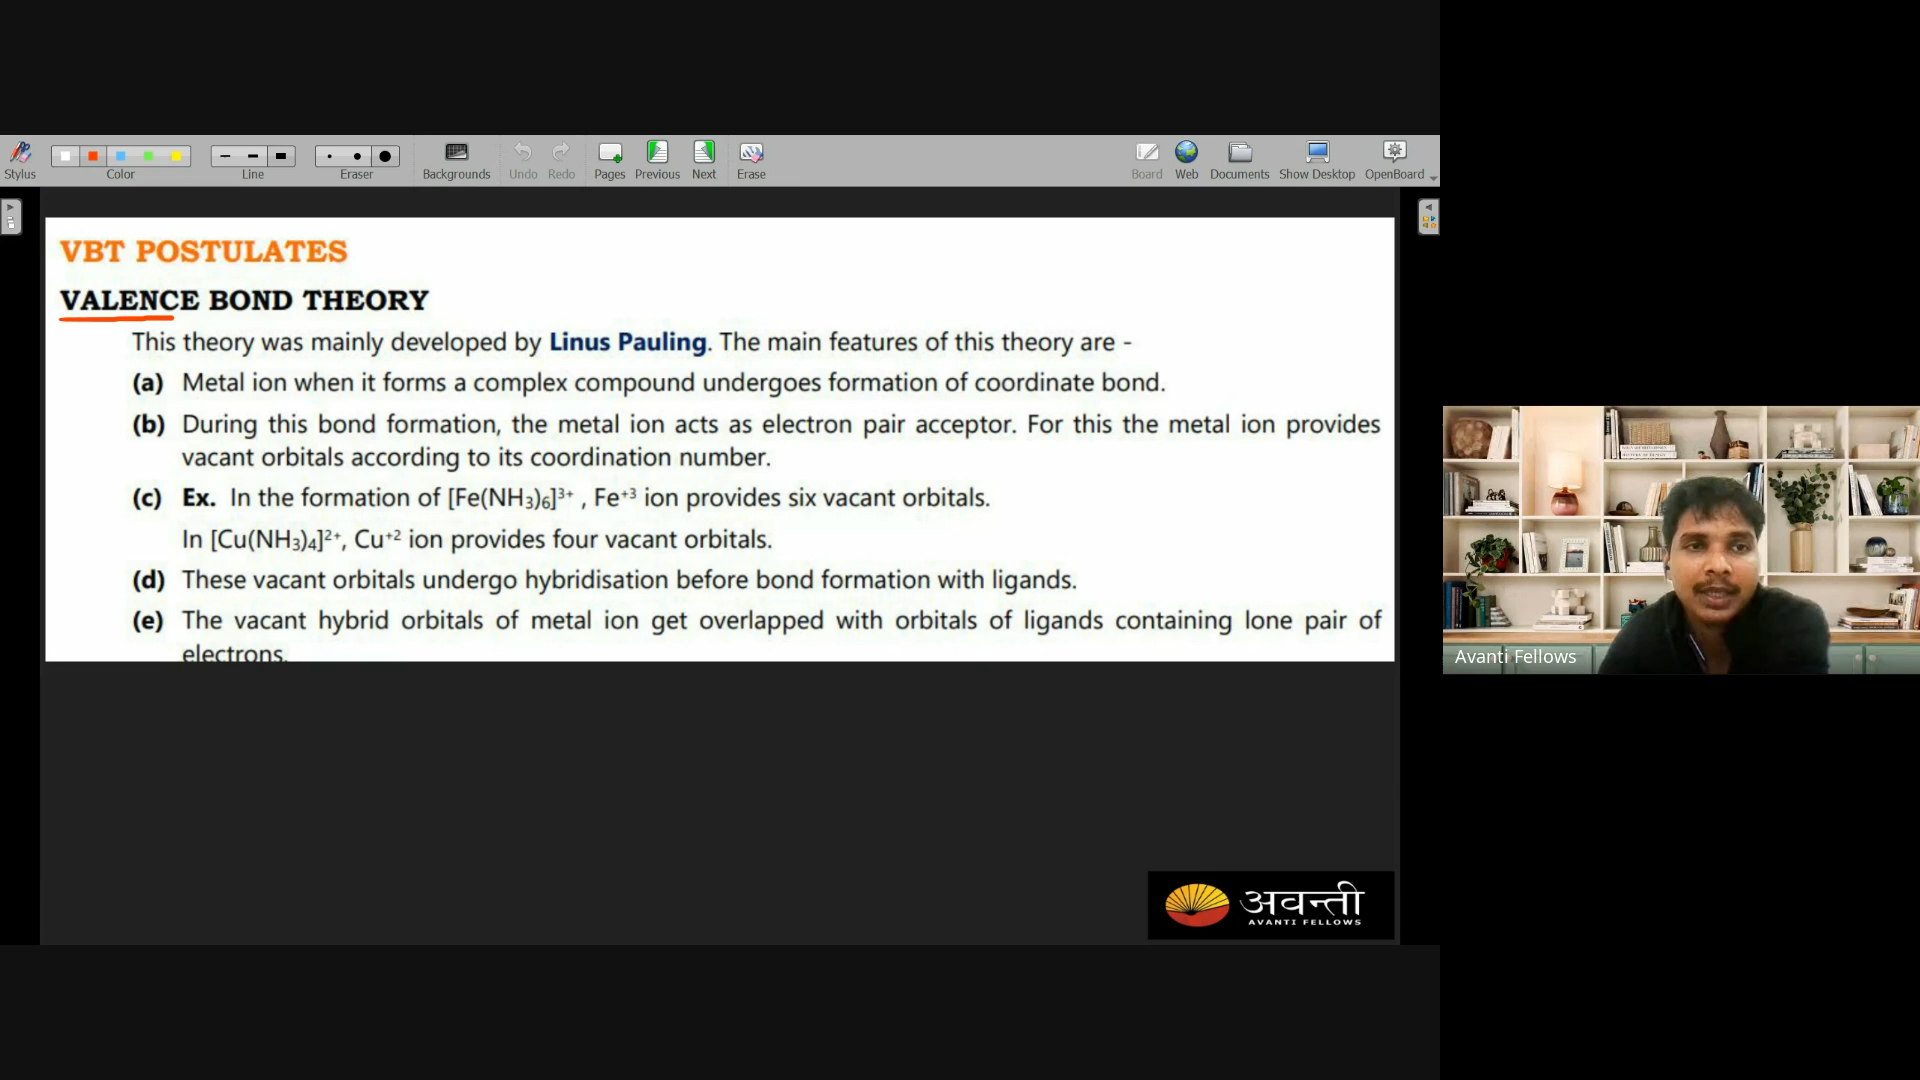 Stylus Color Line Eraser Backgrounds Undo Redo Pages Previous Next Erase Board Web Documents Show Desktop OpenBoard
VBT POSTULATES
VALENCE BOND THEORY
This theory was mainly developed by Linus Pauling. The main features of this theory are -
(a) Metal ion when it forms a complex compound undergoes formation of coordinate bond.
(b) During this bond formation, the metal ion acts as electron pair acceptor. For this the metal ion provides
vacant orbitals according to its coordination number.
(c) Ex. In the formation of [Fe(NH₃)₆]³⁺ , Fe⁺³ ion provides six vacant orbitals.
In [Cu(NH₃)₄]²⁺, Cu⁺² ion provides four vacant orbitals.
(d) These vacant orbitals undergo hybridisation before bond formation with ligands.
(e) The vacant hybrid orbitals of metal ion get overlapped with orbitals of ligands containing lone pair of
electrons.
Avanti Fellows
अवन्ती
AVANTI FELLOWS